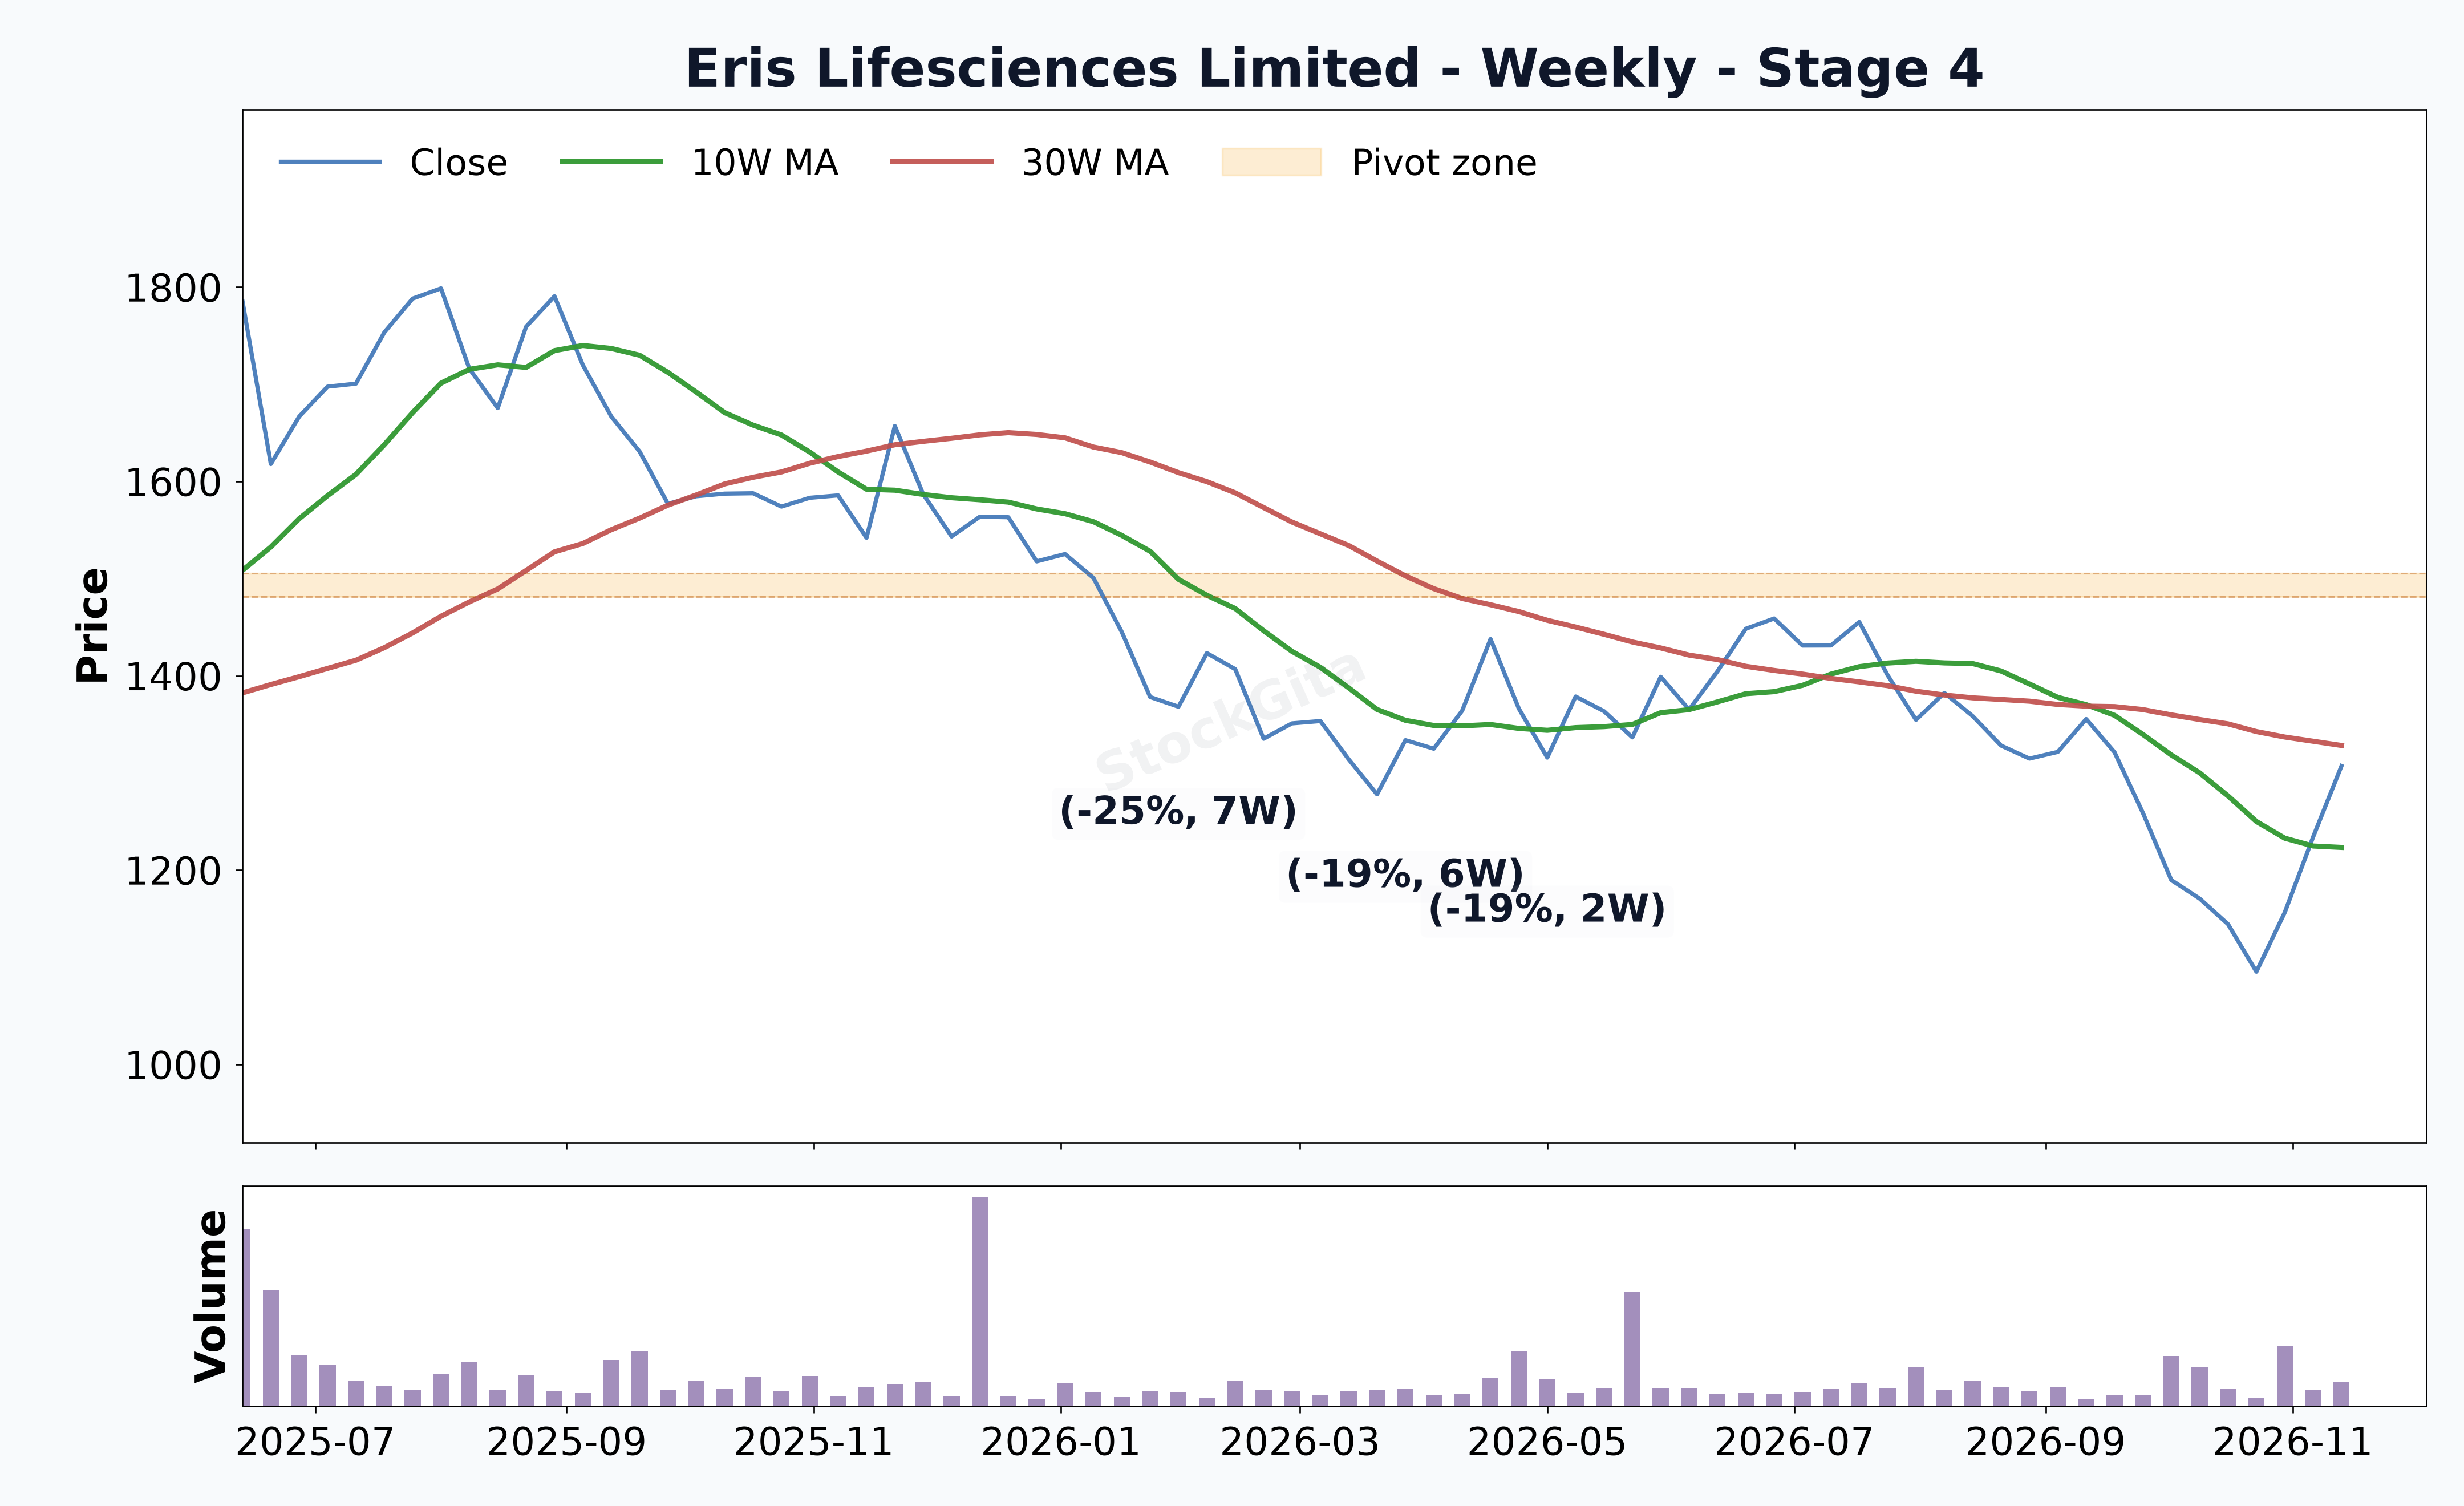 Eris Lifesciences Limited - Weekly - Stage 4
Close 10W MA 30W MA Pivot zone
Price
1800
1600
1400
1200
1000
StockGita
(-25%, 7W)
(-19%, 6W)
(-19%, 2W)
Volume
2025-07 2025-09 2025-11 2026-01 2026-03 2026-05 2026-07 2026-09 2026-11